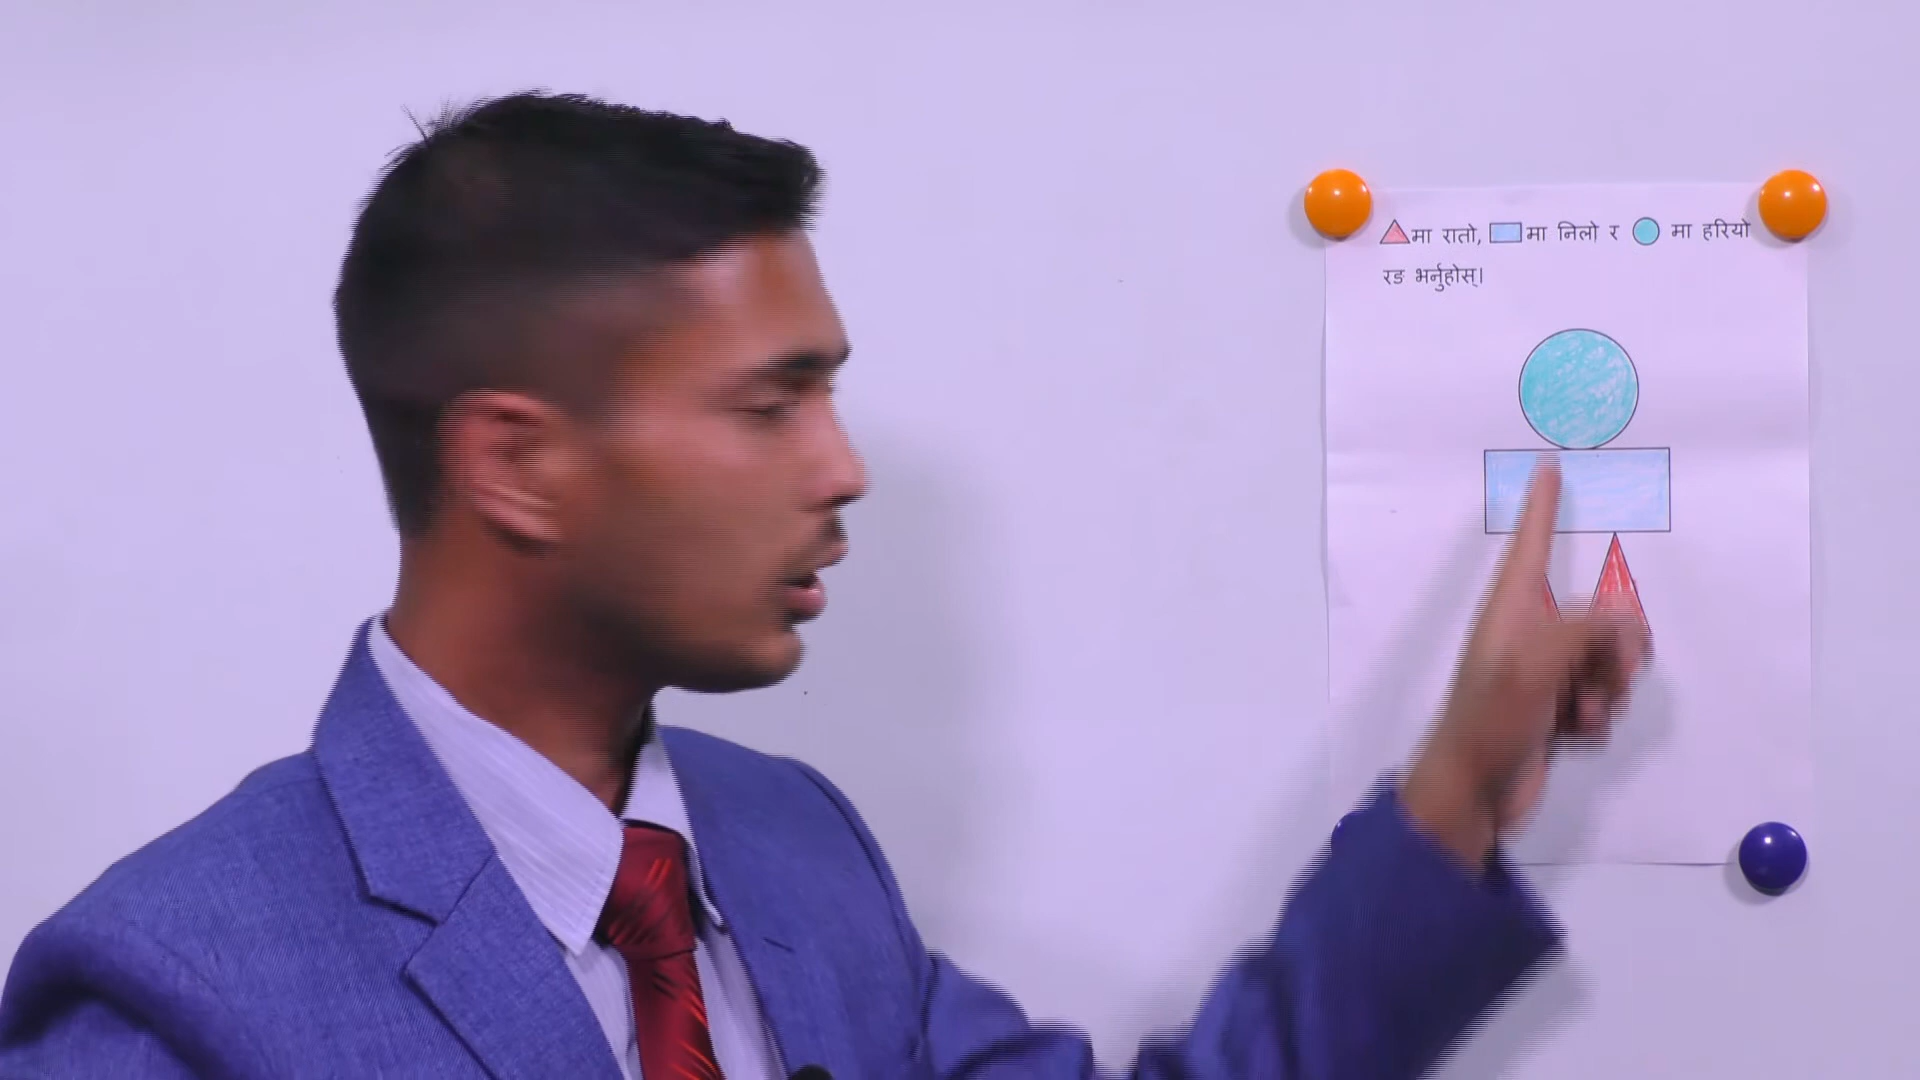 मा रातो, मा निलो र मा हरियो
रङ भर्नुहोस्।